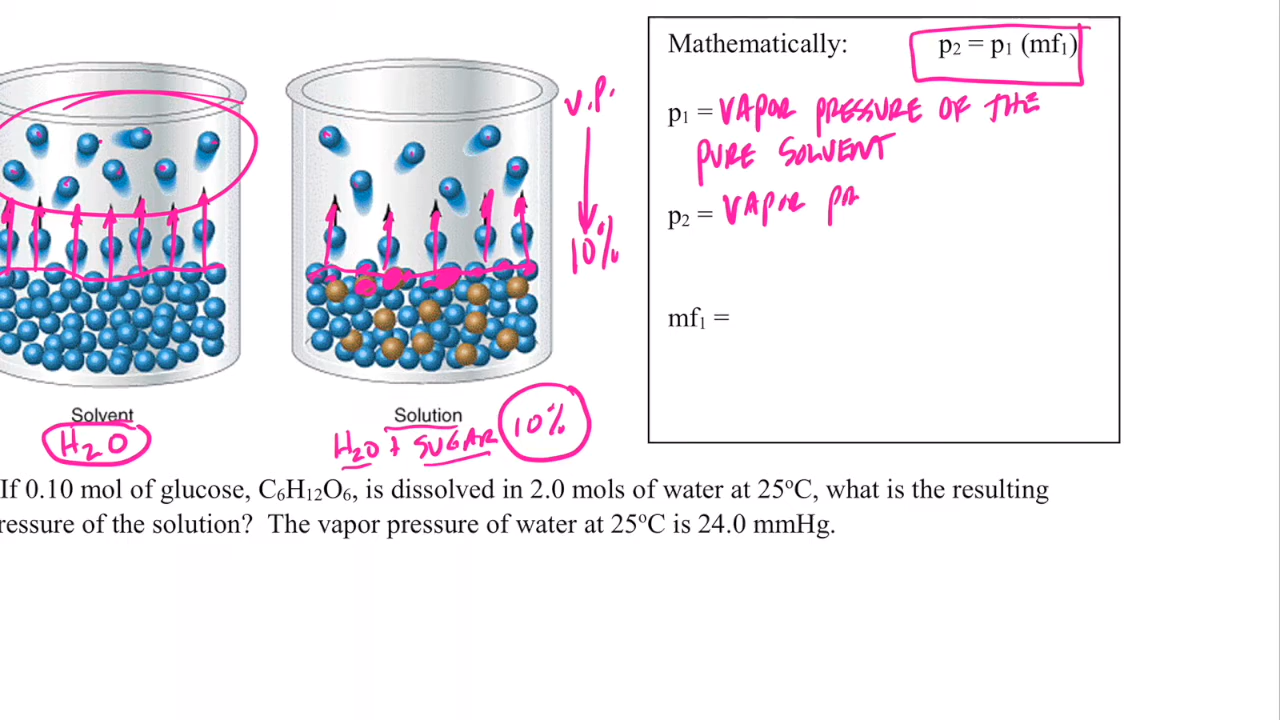 Mathematically: p₂ = p₁ (mf₁)
p₁ = VAPOR PRESSURE OF THE
PURE SOLVENT
p₂ = VAPOR PR
mf₁ =
V.P.
10%
Solvent
H₂O
Solution
H₂O + SUGAR 10%
If 0.10 mol of glucose, C₆H₁₂O₆, is dissolved in 2.0 mols of water at 25ºC, what is the resulting
ressure of the solution? The vapor pressure of water at 25ºC is 24.0 mmHg.